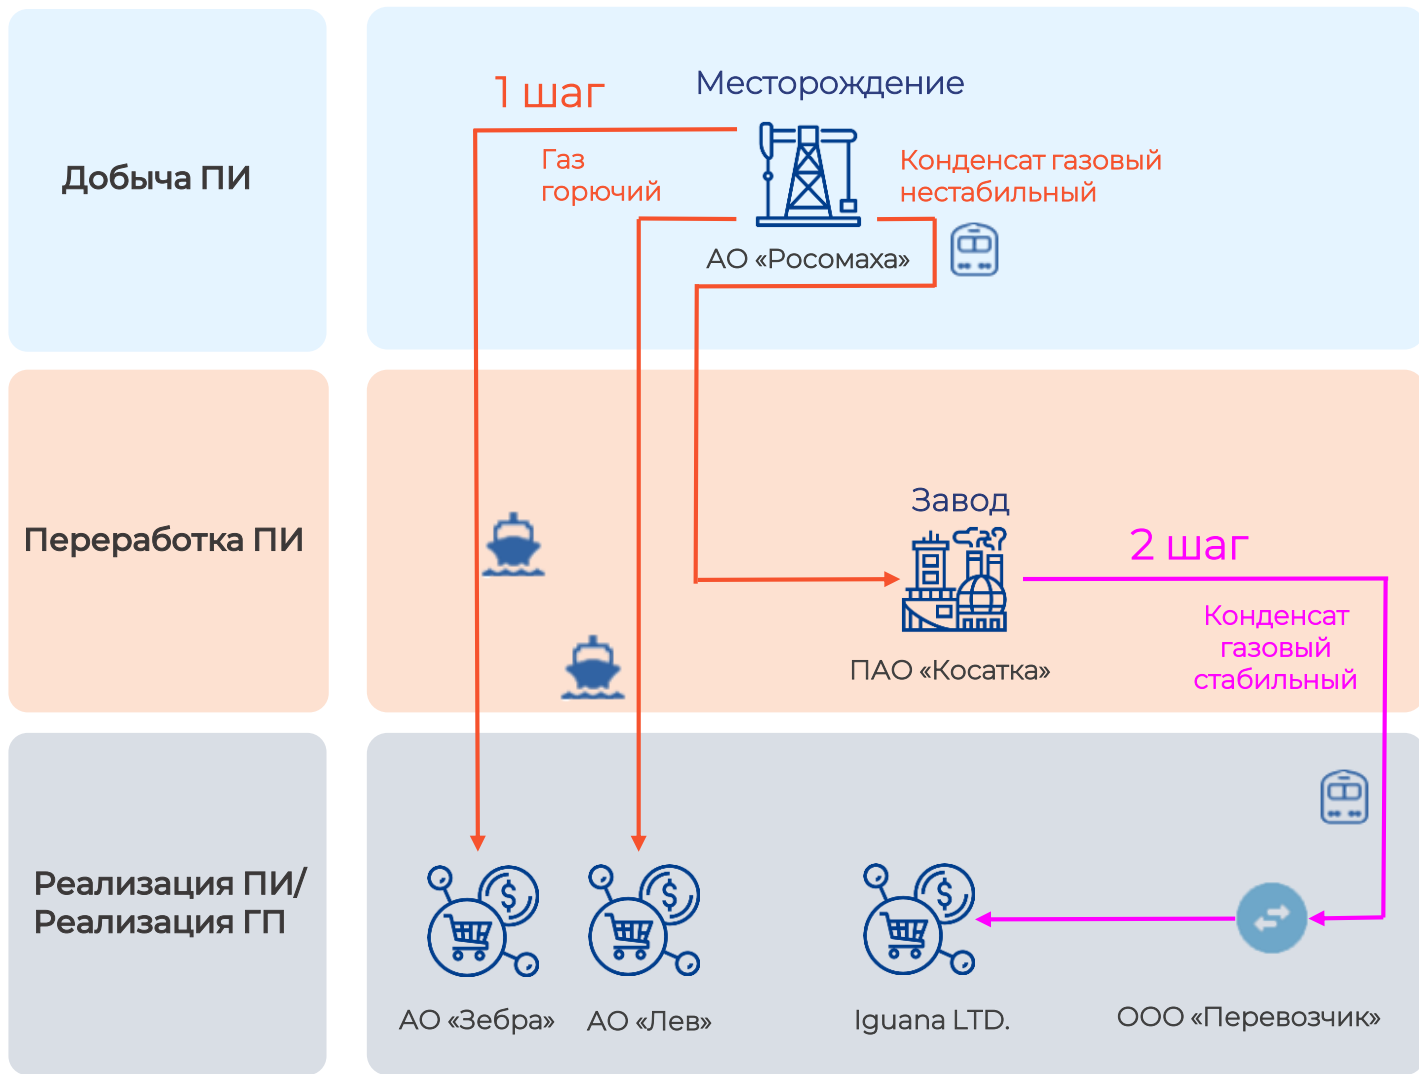 Добыча ПИ
1 шаг
Месторождение
Газ
горючий
Конденсат газовый
нестабильный
АО «Росомаха»
Переработка ПИ
Завод
2 шаг
Конденсат
газовый
стабильный
ПАО «Косатка»
Реализация ПИ/
Реализация ГП
$
$
$
АО «Зебра»
АО «Лев»
Iguana LTD.
ООО «Перевозчик»